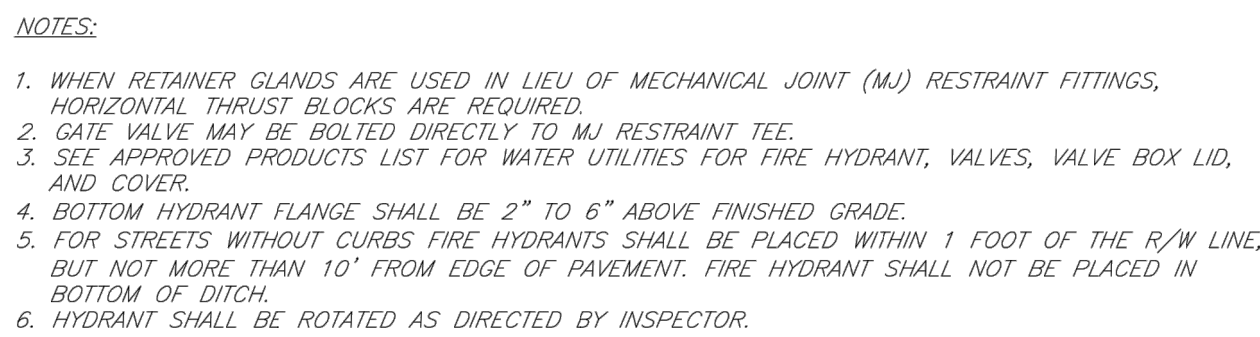 NOTES:
1. WHEN RETAINER GLANDS ARE USED IN LIEU OF MECHANICAL JOINT (MJ) RESTRAINT FITTINGS,
HORIZONTAL THRUST BLOCKS ARE REQUIRED.
2. GATE VALVE MAY BE BOLTED DIRECTLY TO MJ RESTRAINT TEE.
3. SEE APPROVED PRODUCTS LIST FOR WATER UTILITIES FOR FIRE HYDRANT, VALVES, VALVE BOX LID,
AND COVER.
4. BOTTOM HYDRANT FLANGE SHALL BE 2" TO 6" ABOVE FINISHED GRADE.
5. FOR STREETS WITHOUT CURBS FIRE HYDRANTS SHALL BE PLACED WITHIN 1 FOOT OF THE R/W LINE,
BUT NOT MORE THAN 10' FROM EDGE OF PAVEMENT. FIRE HYDRANT SHALL NOT BE PLACED IN
BOTTOM OF DITCH.
6. HYDRANT SHALL BE ROTATED AS DIRECTED BY INSPECTOR.